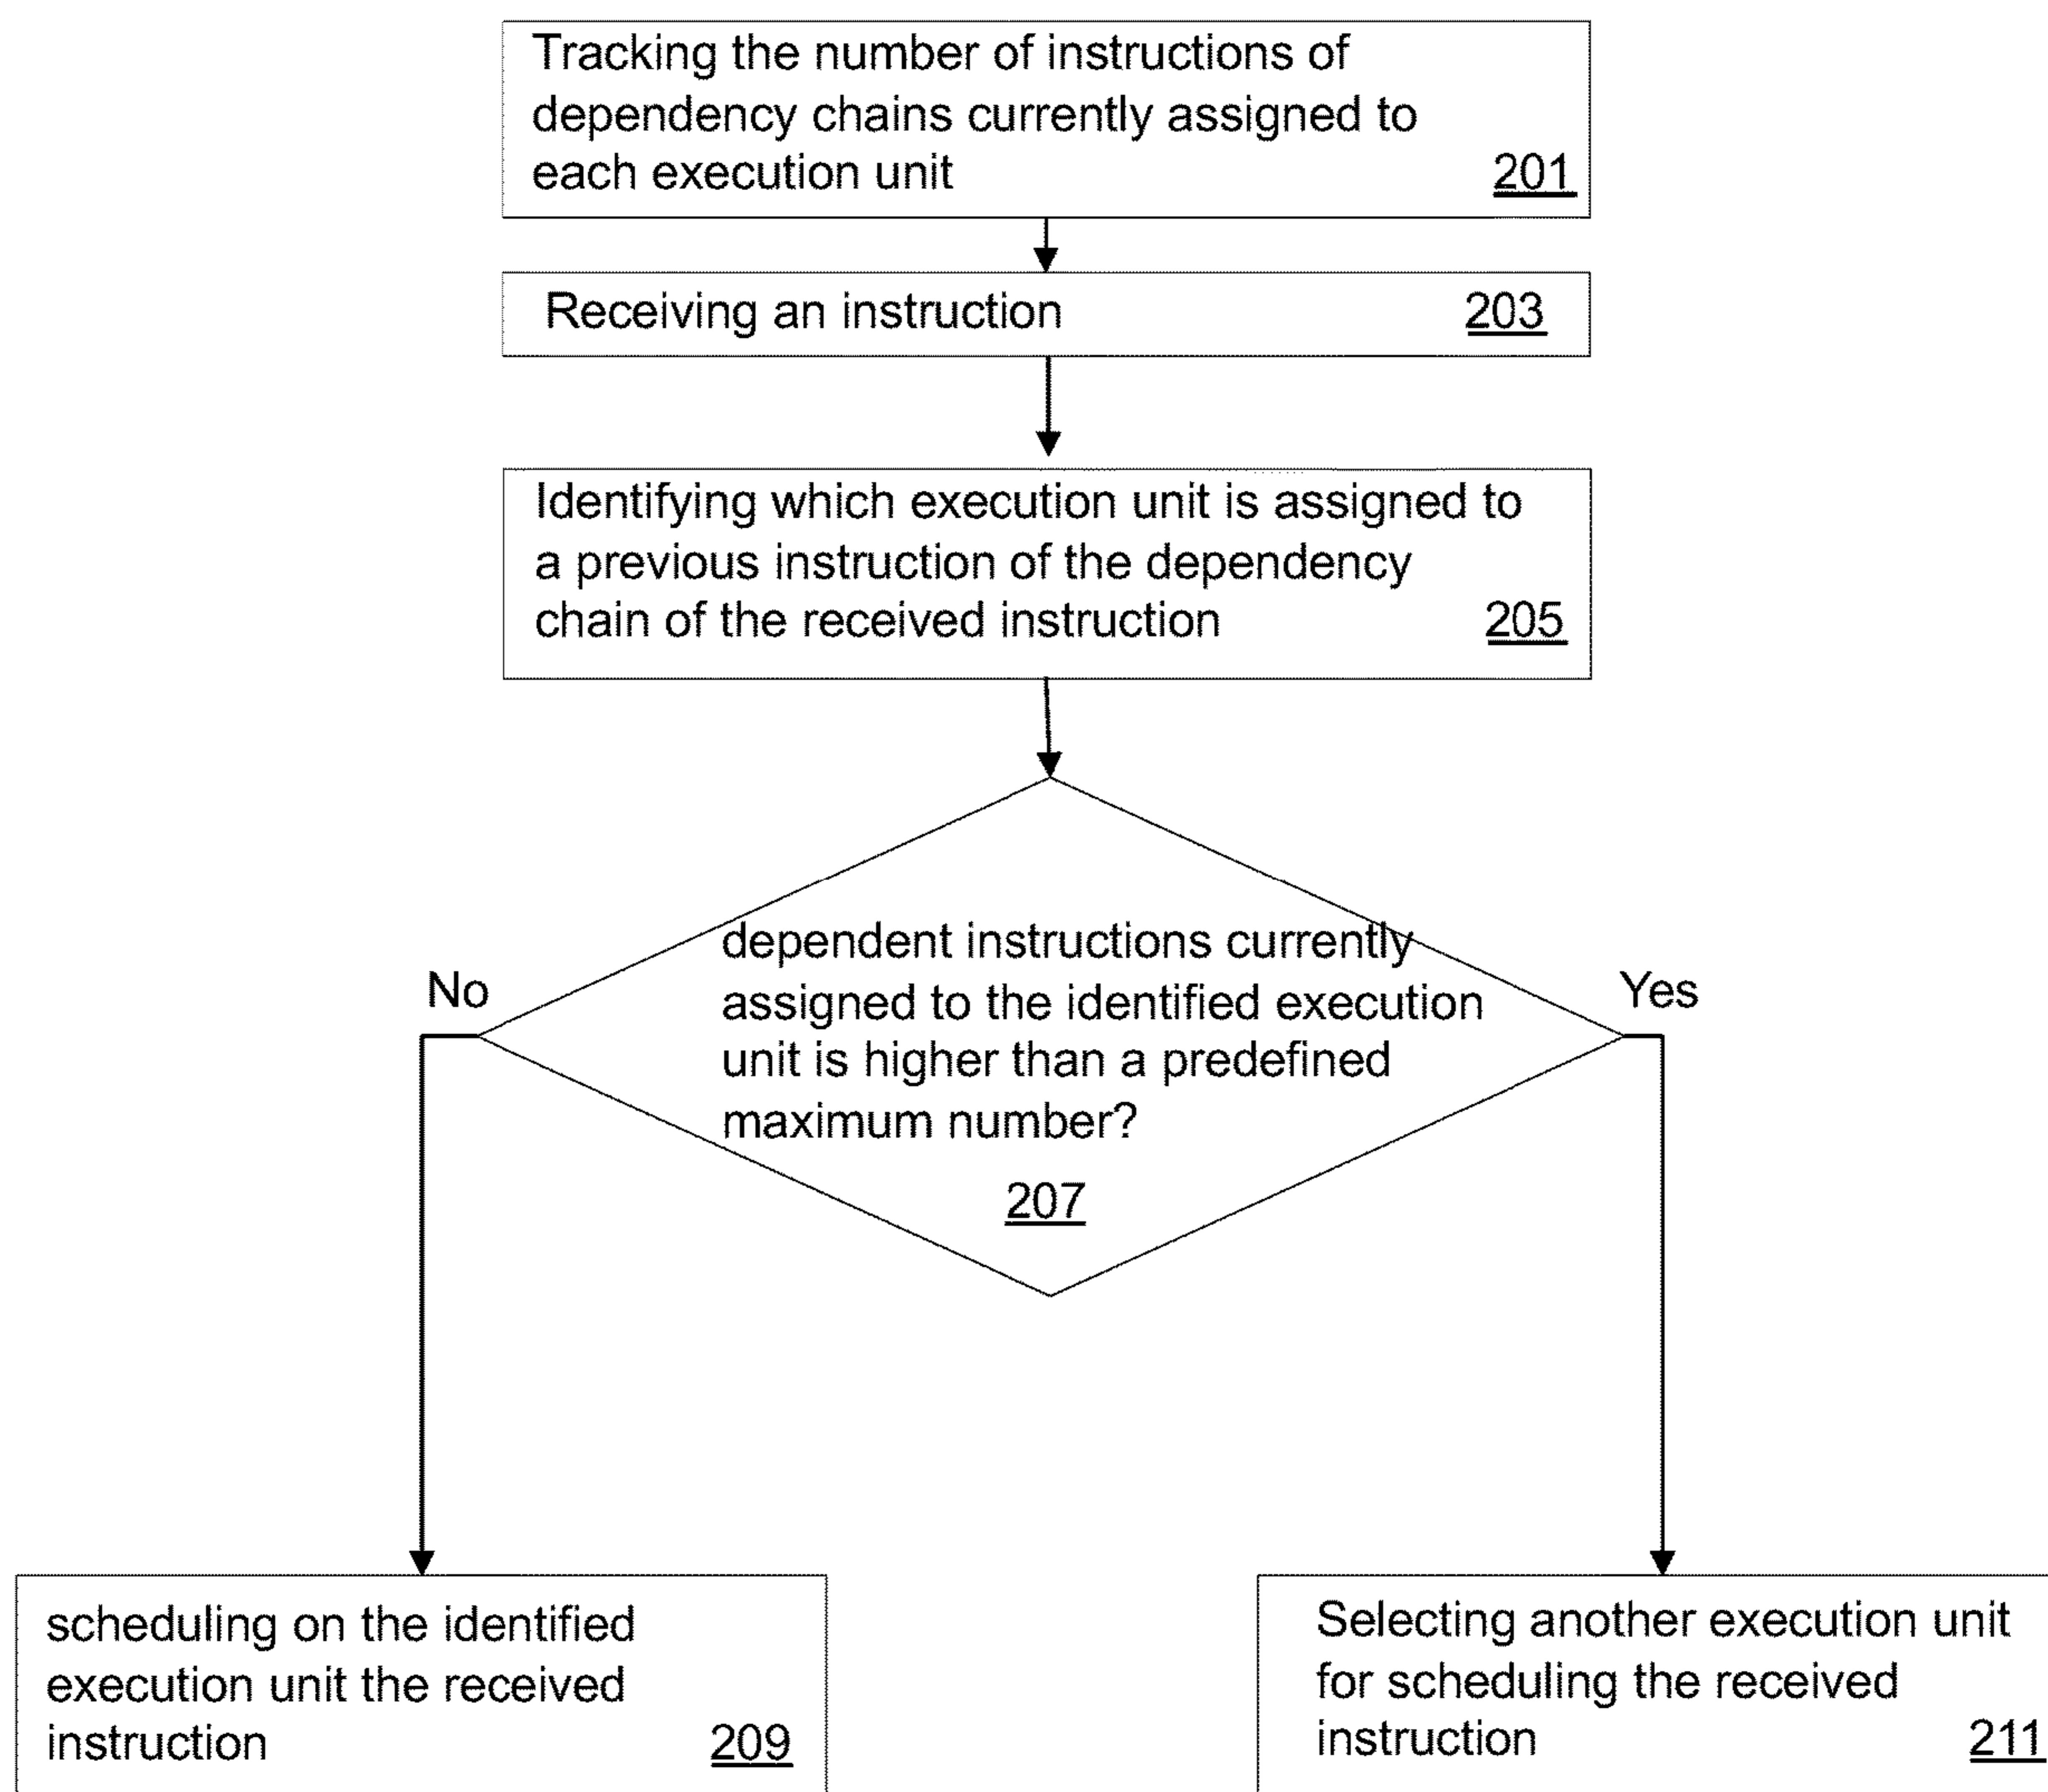 Tracking the number of instructions of
dependency chains currently assigned to
each execution unit 201
Receiving an instruction 203
Identifying which execution unit is assigned to
a previous instruction of the dependency
chain of the received instruction 205
dependent instructions currently
assigned to the identified execution
unit is higher than a predefined
maximum number?
207
No
Yes
scheduling on the identified
execution unit the received
instruction 209
Selecting another execution unit
for scheduling the received
instruction 211